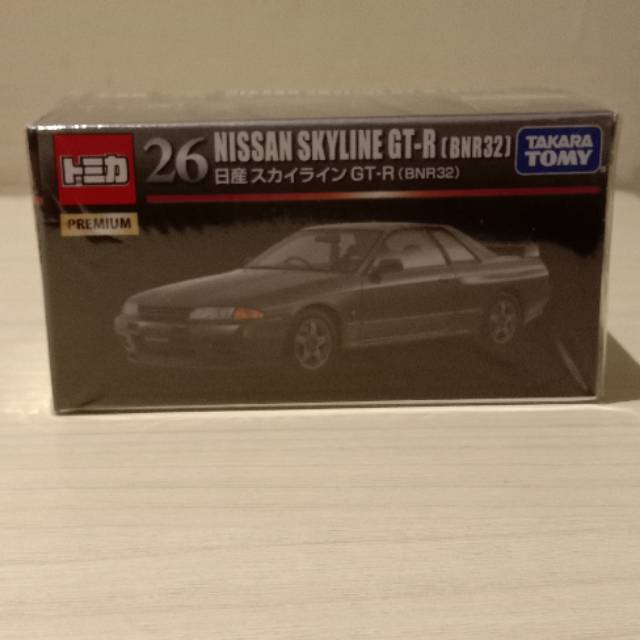 トミカ
26
NISSAN SKYLINE GT-R (BNR32)
日産 スカイライン GT-R (BNR32)
TAKARA
TOMY
PREMIUM